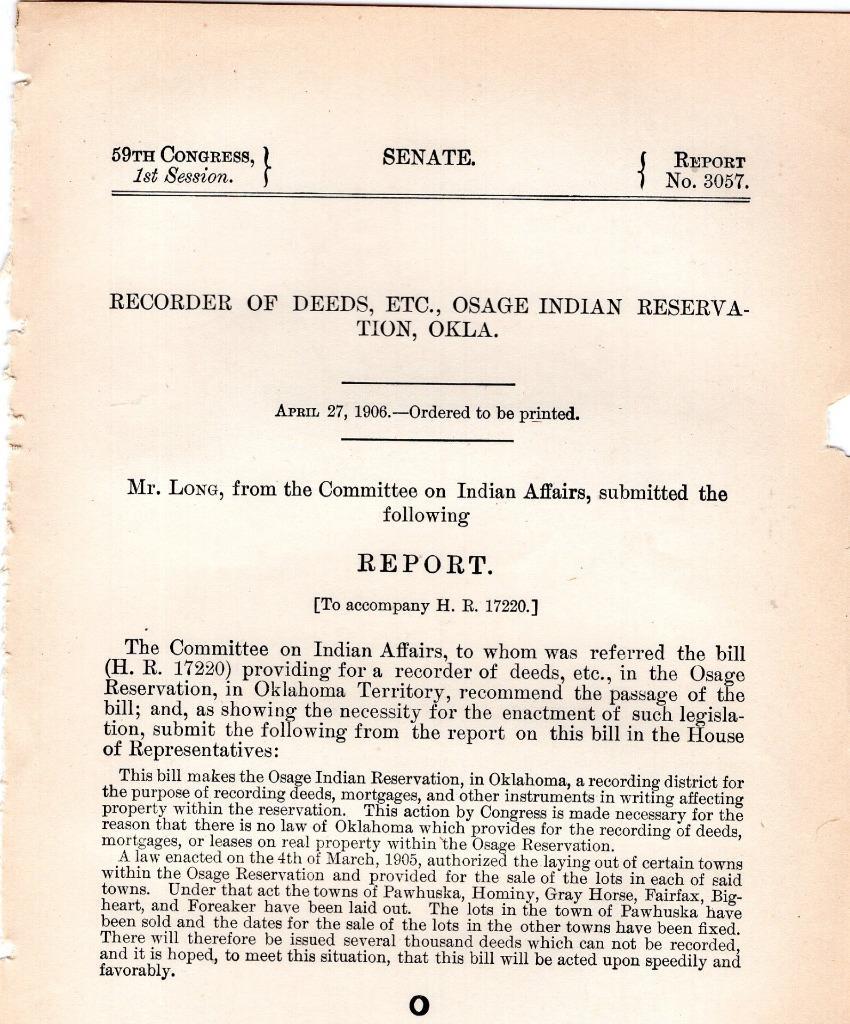 59TH CONGRESS, } SENATE. { REPORT
1st Session. } { No. 3057.
RECORDER OF DEEDS, ETC., OSAGE INDIAN RESERVA-
TION, OKLA.
APRIL 27, 1906.—Ordered to be printed.
Mr. LONG, from the Committee on Indian Affairs, submitted the
following
REPORT.
[To accompany H. R. 17220.]
The Committee on Indian Affairs, to whom was referred the bill
(H. R. 17220) providing for a recorder of deeds, etc., in the Osage
Reservation, in Oklahoma Territory, recommend the passage of the
bill; and, as showing the necessity for the enactment of such legisla-
tion, submit the following from the report on this bill in the House
of Representatives:
This bill makes the Osage Indian Reservation, in Oklahoma, a recording district for
the purpose of recording deeds, mortgages, and other instruments in writing affecting
property within the reservation. This action by Congress is made necessary for the
reason that there is no law of Oklahoma which provides for the recording of deeds,
mortgages, or leases on real property within the Osage Reservation.
A law enacted on the 4th of March, 1905, authorized the laying out of certain towns
within the Osage Reservation and provided for the sale of the lots in each of said
towns. Under that act the towns of Pawhuska, Hominy, Gray Horse, Fairfax, Big-
heart, and Foreaker have been laid out. The lots in the town of Pawhuska have
been sold and the dates for the sale of the lots in the other towns have been fixed.
There will therefore be issued several thousand deeds which can not be recorded,
and it is hoped, to meet this situation, that this bill will be acted upon speedily and
favorably.
O